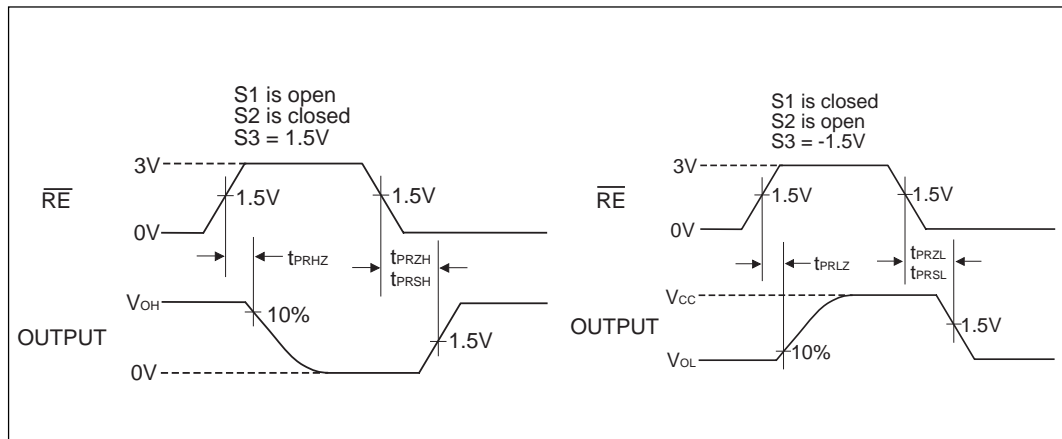 S1 is open
S2 is closed
S3 = 1.5V
3V
RE
1.5V
1.5V
0V
tPRHZ
tPRZH
tPRSH
VOH
10%
OUTPUT
1.5V
0V
S1 is closed
S2 is open
S3 = -1.5V
3V
RE
1.5V
1.5V
0V
tPRLZ
tPRZL
tPRSL
VCC
OUTPUT
1.5V
10%
VOL